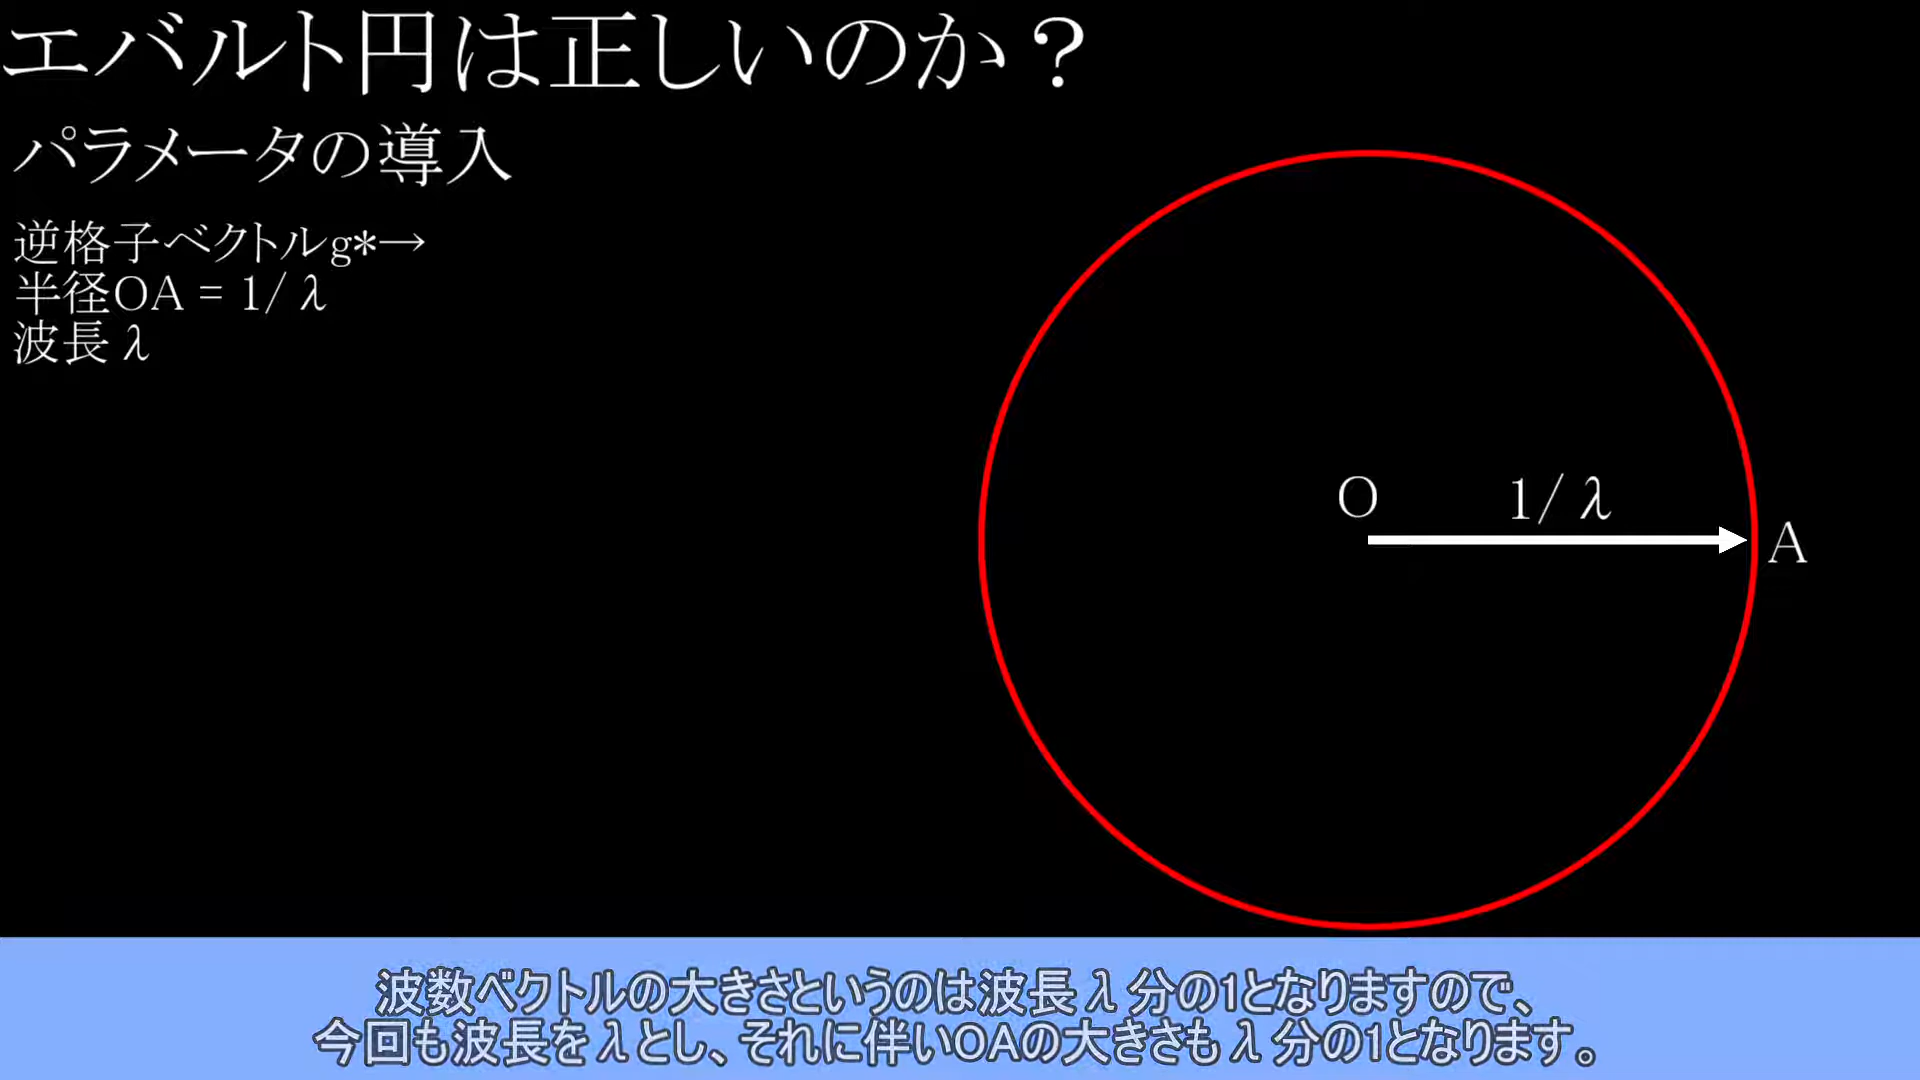 エバルト円は正しいのか？
パラメータの導入
逆格子ベクトルg*→
半径OA = 1/λ
波長λ
O
1/λ
A
波数ベクトルの大きさというのは波長λ分の1となりますので、
今回も波長をλとし、それに伴いOAの大きさもλ分の1となります。